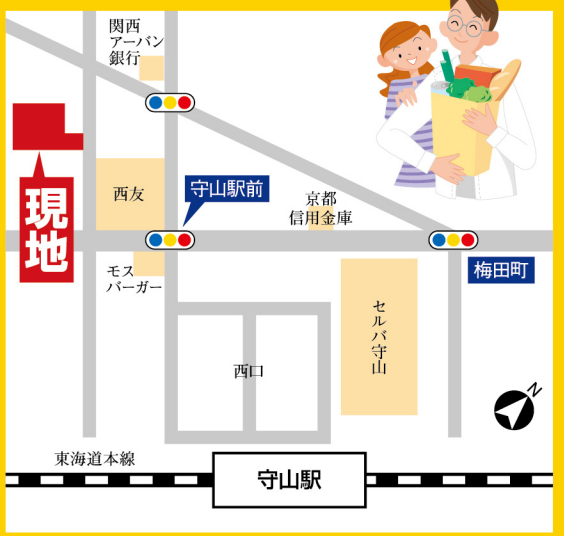 関西
アーバン
銀行
西友
守山駅前
京都
信用金庫
現地
モス
バーガー
梅田町
セルバ守山
西口
N
東海道本線
守山駅